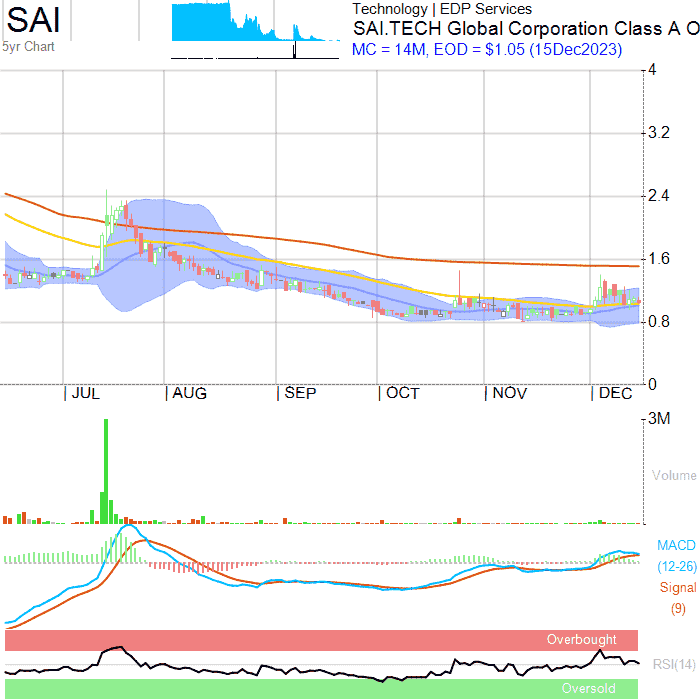 SAI
5yr Chart
Technology | EDP Services
SAI.TECH Global Corporation Class A O
MC = 14M, EOD = $1.05 (15Dec2023)
4
3.2
2.4
1.6
0.8
0
| JUL | AUG | SEP | OCT | NOV | DEC
3M
Volume
MACD
(12-26)
Signal
(9)
Overbought
RSI(14)
Oversold